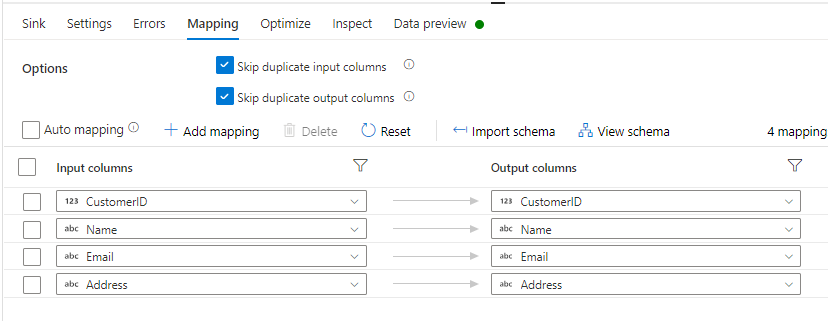 Sink Settings Errors Mapping Optimize Inspect Data preview
Options Skip duplicate input columns
Skip duplicate output columns
Auto mapping Add mapping Delete Reset Import schema View schema 4 mapping
Input columns Output columns
123 CustomerID 123 CustomerID
abc Name abc Name
abc Email abc Email
abc Address abc Address